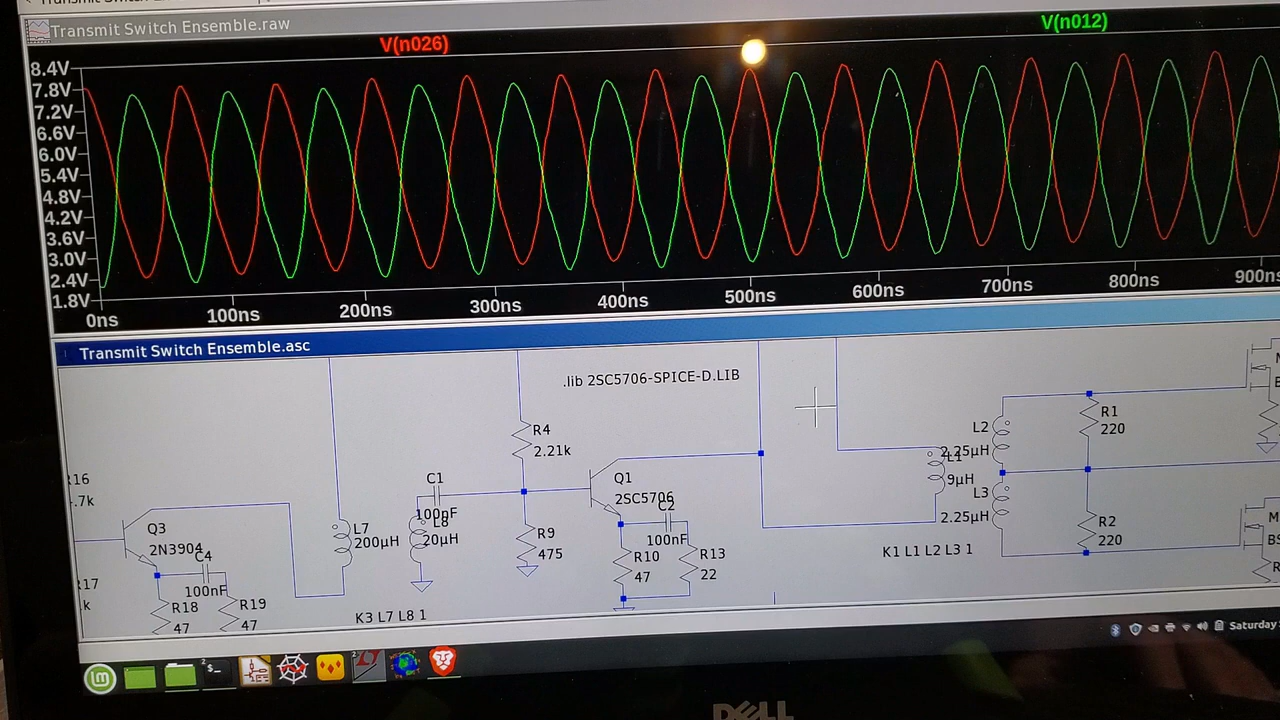 Transmit Switch Ensemble.raw
V(n026)
V(n012)
8.4V
7.8V
7.2V
6.6V
6.0V
5.4V
4.8V
4.2V
3.6V
3.0V
2.4V
1.8V
0ns
100ns
200ns
300ns
400ns
500ns
600ns
700ns
800ns
900ns
Transmit Switch Ensemble.asc
.lib 2SC5706-SPICE-D.LIB
R4
2.21k
R1
220
L2
2.25µH
L1
9µH
L3
2.25µH
C1
100nF
Q1
2SC5706
C2
100nF
R16
.7k
Q3
2N3904
C4
100nF
L7
200µH
L8
20µH
R9
475
R10
47
R13
22
R2
220
K1 L1 L2 L3 1
R17
k
R18
47
R19
47
K3 L7 L8 1
M
BS
R
Saturday
DELL